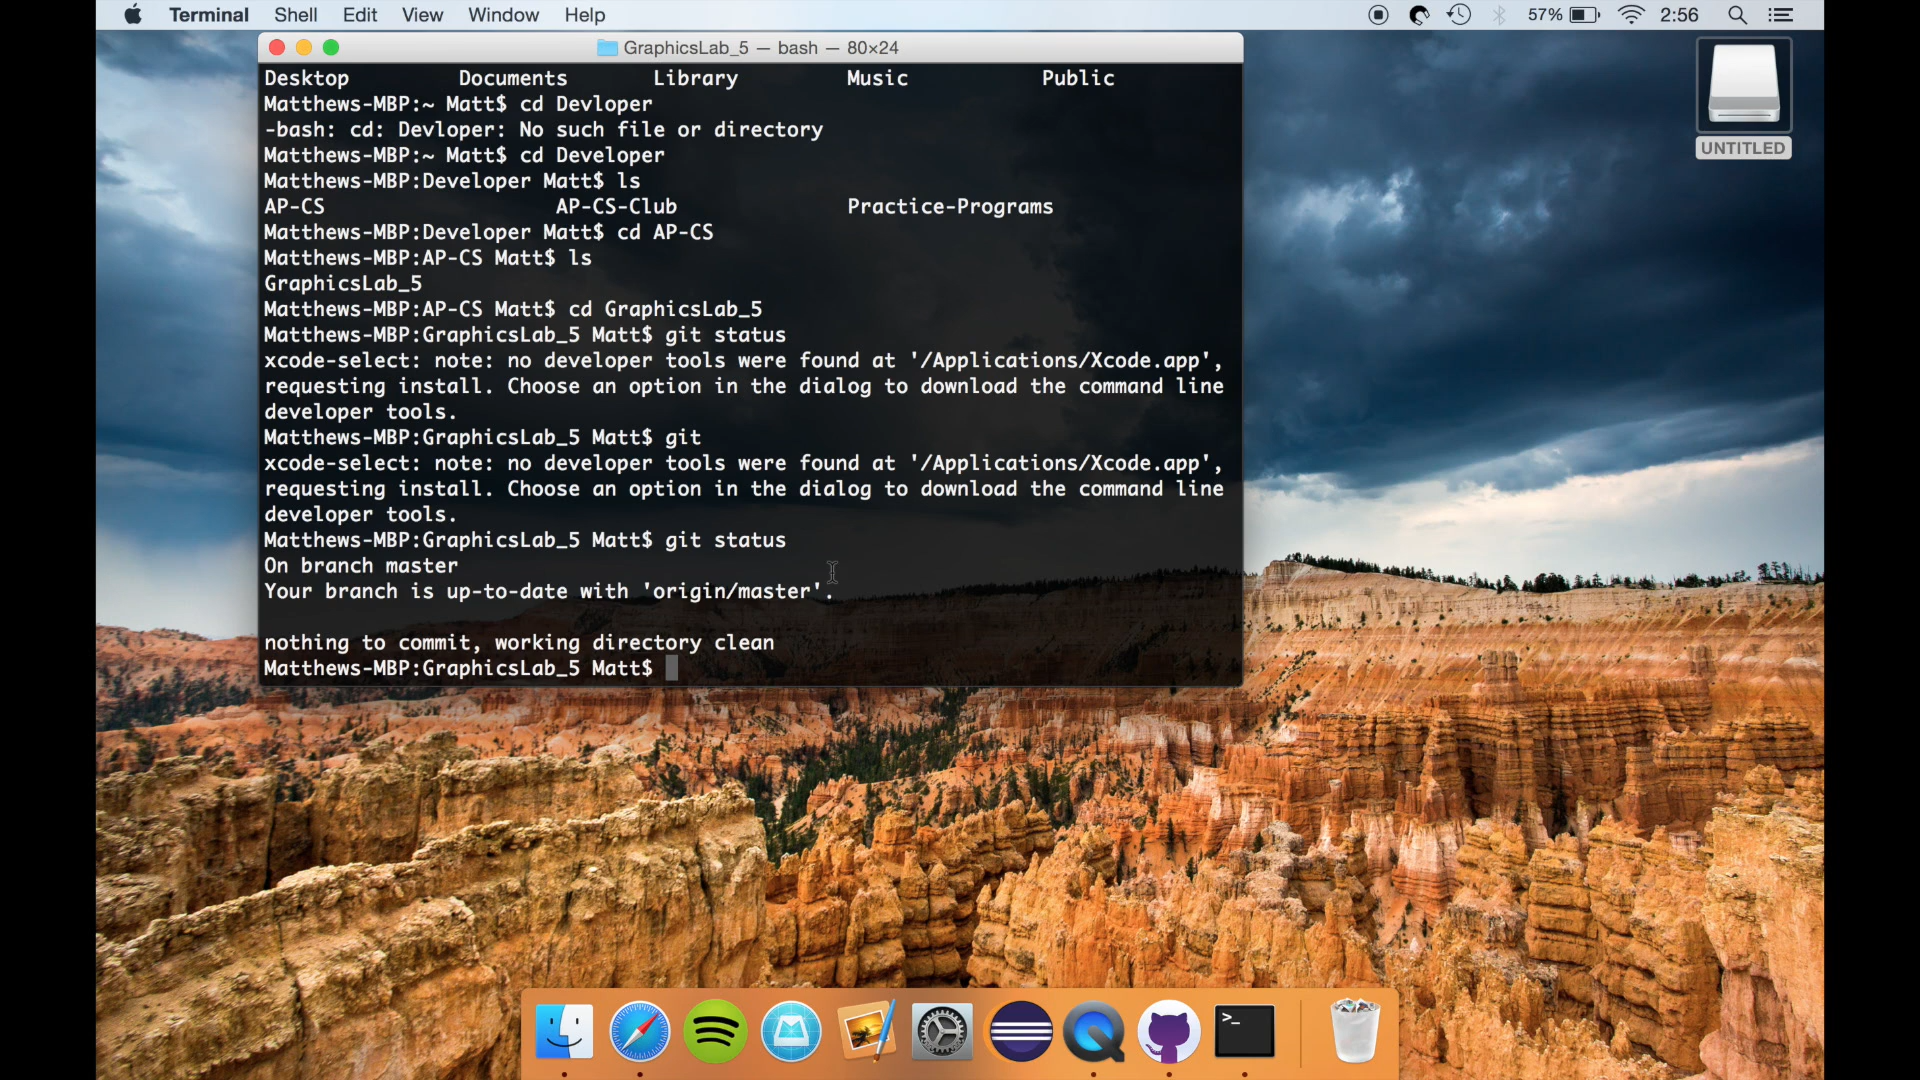 Terminal Shell Edit View Window Help 57% 2:56
GraphicsLab_5 — bash — 80×24
Desktop Documents Library Music Public
Matthews-MBP:~ Matt$ cd Devloper
-bash: cd: Devloper: No such file or directory
Matthews-MBP:~ Matt$ cd Developer
Matthews-MBP:Developer Matt$ ls
AP-CS AP-CS-Club Practice-Programs
Matthews-MBP:Developer Matt$ cd AP-CS
Matthews-MBP:AP-CS Matt$ ls
GraphicsLab_5
Matthews-MBP:AP-CS Matt$ cd GraphicsLab_5
Matthews-MBP:GraphicsLab_5 Matt$ git status
xcode-select: note: no developer tools were found at '/Applications/Xcode.app',
requesting install. Choose an option in the dialog to download the command line
developer tools.
Matthews-MBP:GraphicsLab_5 Matt$ git
xcode-select: note: no developer tools were found at '/Applications/Xcode.app',
requesting install. Choose an option in the dialog to download the command line
developer tools.
Matthews-MBP:GraphicsLab_5 Matt$ git status
On branch master
Your branch is up-to-date with 'origin/master'.
nothing to commit, working directory clean
Matthews-MBP:GraphicsLab_5 Matt$
UNTITLED
>_